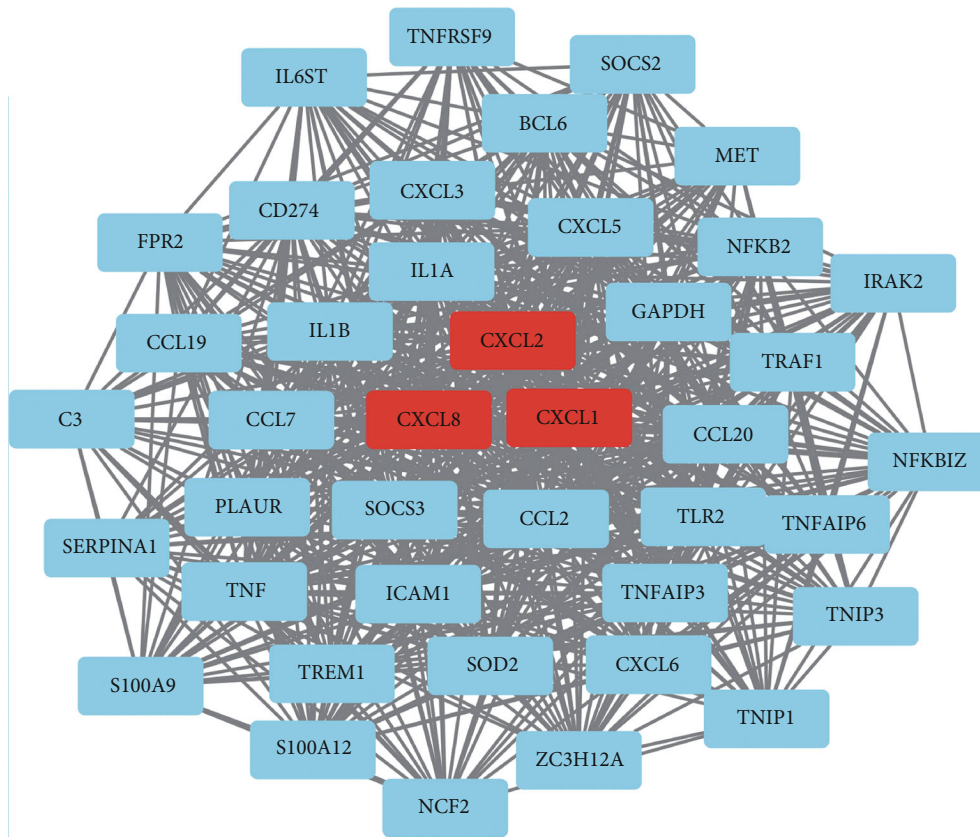 TNFRSF9
IL6ST
SOCS2
BCL6
MET
CXCL3
CD274
CXCL5
FPR2
NFKB2
IL1A
IRAK2
GAPDH
IL1B
CCL19
CXCL2
TRAF1
C3
CCL7
CXCL8
CXCL1
CCL20
NFKBIZ
PLAUR
SOCS3
CCL2
TLR2
TNFAIP6
SERPINA1
TNF
ICAM1
TNFAIP3
TNIP3
S100A9
TREM1
SOD2
CXCL6
TNIP1
S100A12
ZC3H12A
NCF2